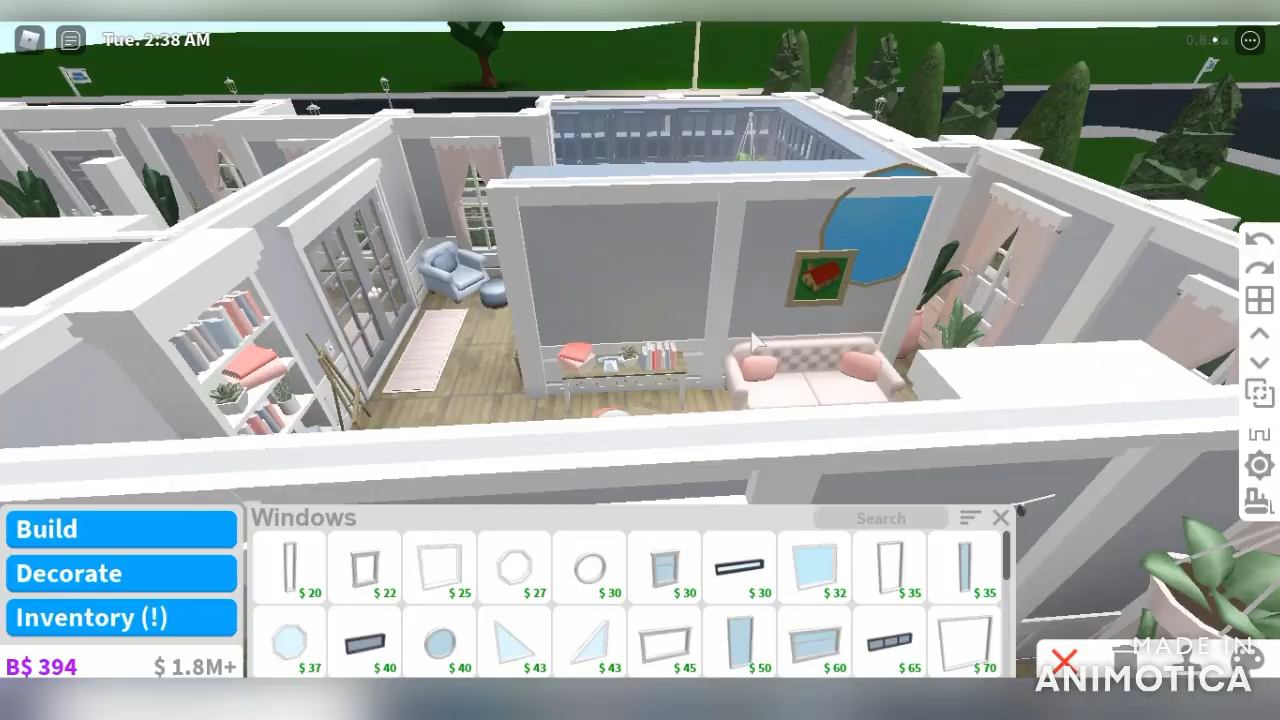 Tue. 2:38 AM
Windows
Search
Build
Decorate
Inventory (!)
$ 20
$ 22
$ 25
$ 27
$ 30
$ 30
$ 30
$ 32
$ 35
$ 35
$ 37
$ 40
$ 40
$ 43
$ 43
$ 45
$ 50
$ 60
$ 65
$ 70
B$ 394
$ 1.8M+
MADE IN
ANIMOTICA